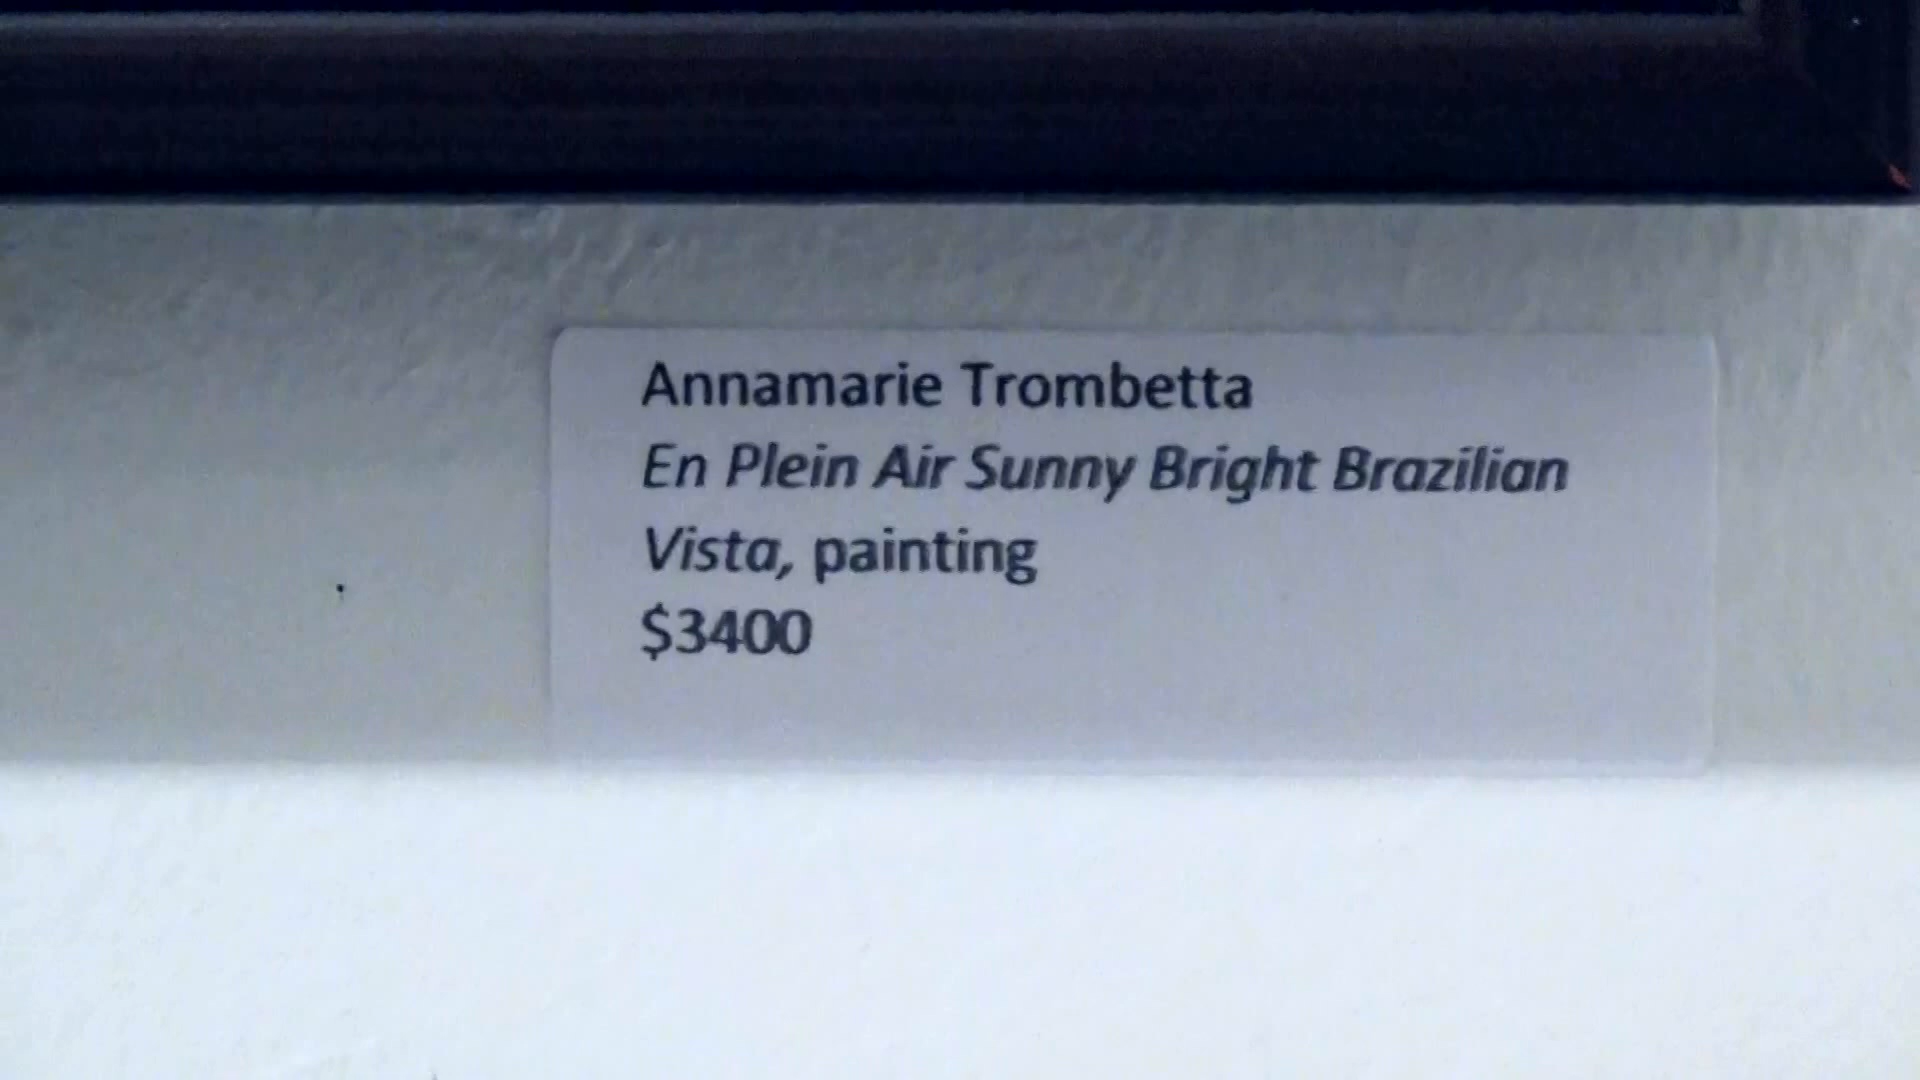 Annamarie Trombetta
En Plein Air Sunny Bright Brazilian
Vista, painting
$3400